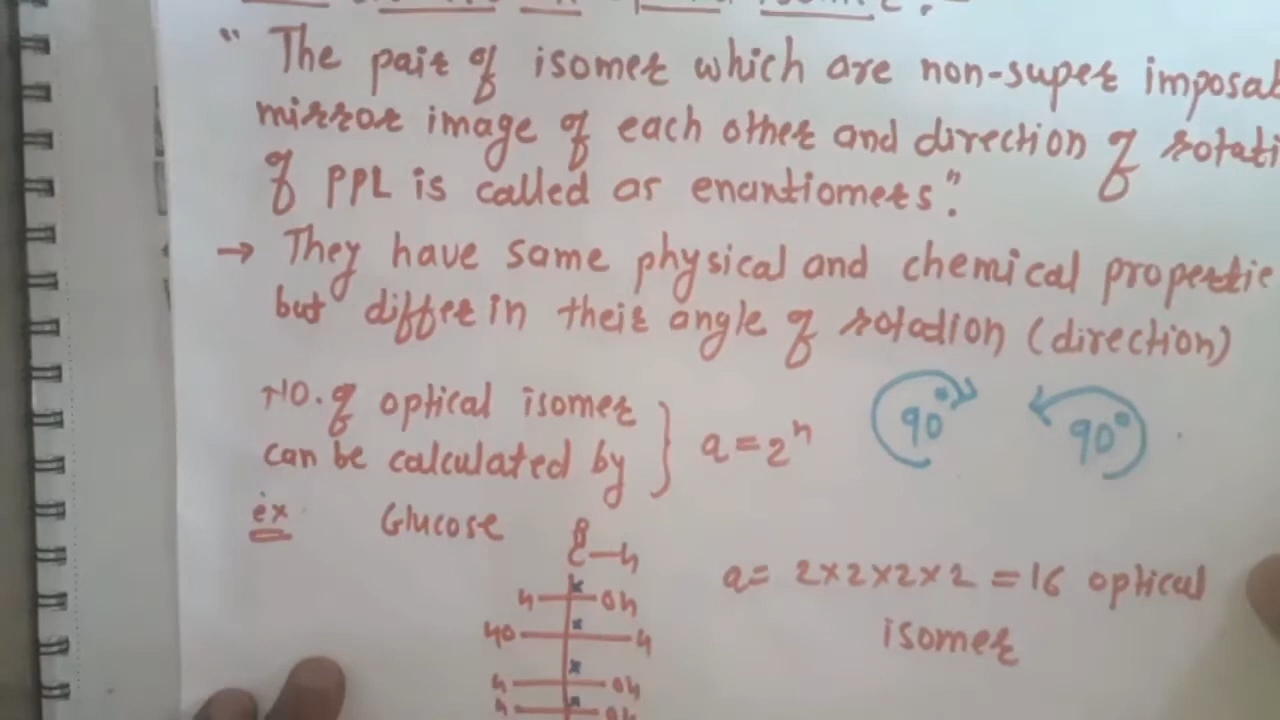 " The pair of isomer which are non-super imposab
mirror image of each other and direction of rotati
of PPL is called as enantiomers".
→ They have same physical and chemical propertie
but differ in their angle of rotation (direction)
No. of optical isomer
can be calculated by } a = 2ⁿ
90° 90°
ex Glucose
C-H
a = 2×2×2×2 = 16 optical
isomer
H OH
HO H
H OH
H OH